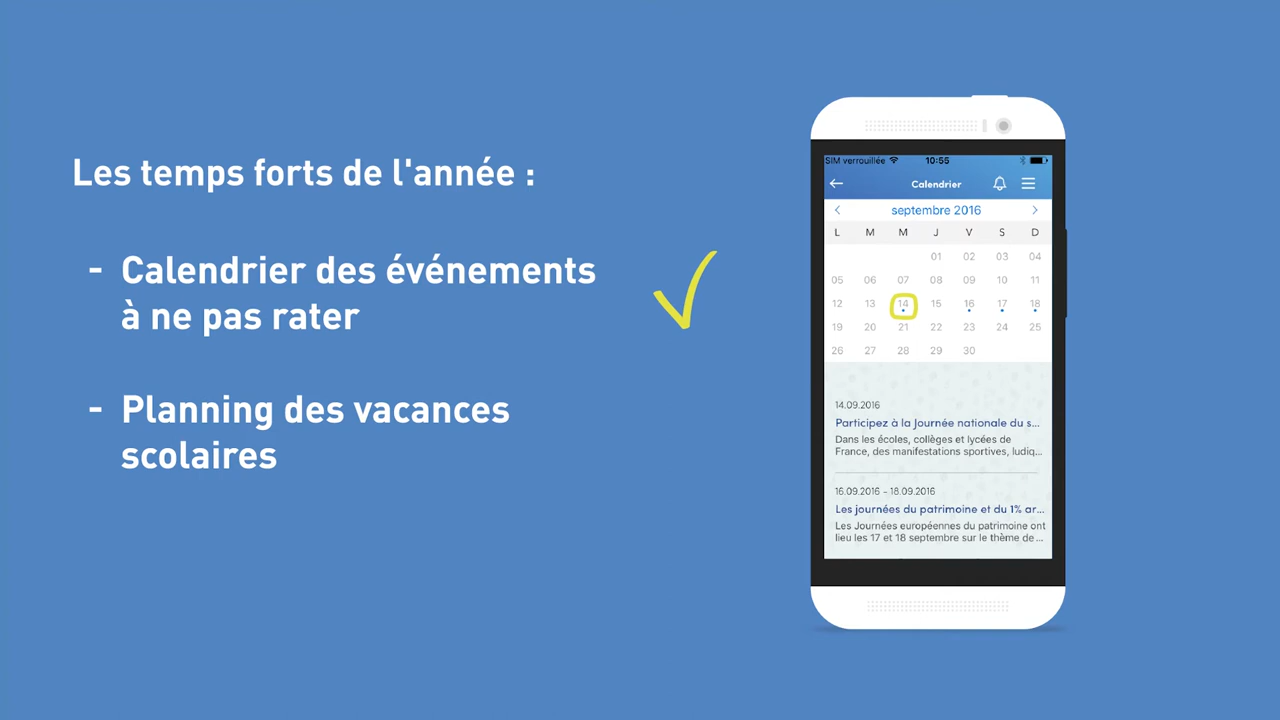 Les temps forts de l'année :
- Calendrier des événements
à ne pas rater
- Planning des vacances
scolaires
SIM verrouillée 10:55
Calendrier
septembre 2016
L M M J V S D
01 02 03 04
05 06 07 08 09 10 11
12 13 14 15 16 17 18
19 20 21 22 23 24 25
26 27 28 29 30
14.09.2016
Participez à la Journée nationale du s...
Dans les écoles, collèges et lycées de
France, des manifestations sportives, ludiq...
16.09.2016 - 18.09.2016
Les journées du patrimoine et du 1% ar...
Les Journées européennes du patrimoine ont
lieu les 17 et 18 septembre sur le thème de ...